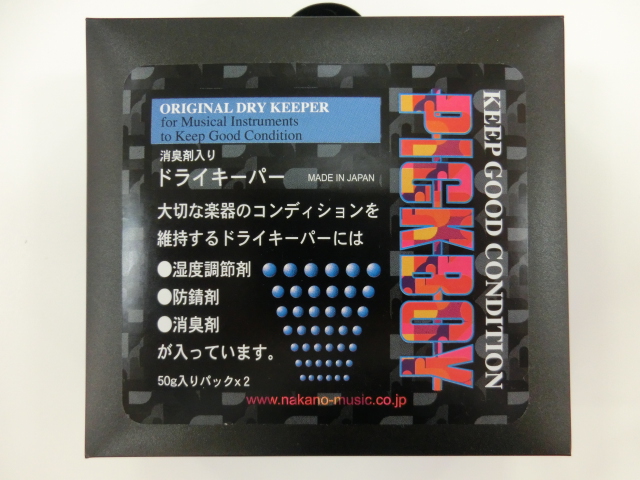 ORIGINAL DRY KEEPER
for Musical Instruments
to Keep Good Condition
消臭剤入り
ドライキーパー MADE IN JAPAN
大切な楽器のコンディションを
維持するドライキーパーには
●湿度調節剤
●防錆剤
●消臭剤
が入っています。
50g入りパック×2
www.nakano-music.co.jp
PICKBOY
KEEP GOOD CONDITION